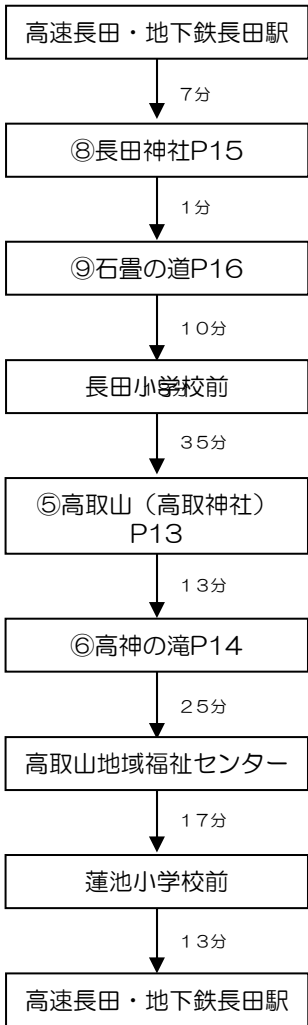 高速長田・地下鉄長田駅
7分
⑧長田神社P15
1分
⑨石畳の道P16
10分
長田小学校前
35分
⑤高取山（高取神社）
P13
13分
⑥高神の滝P14
25分
高取山地域福祉センター
17分
蓮池小学校前
13分
高速長田・地下鉄長田駅